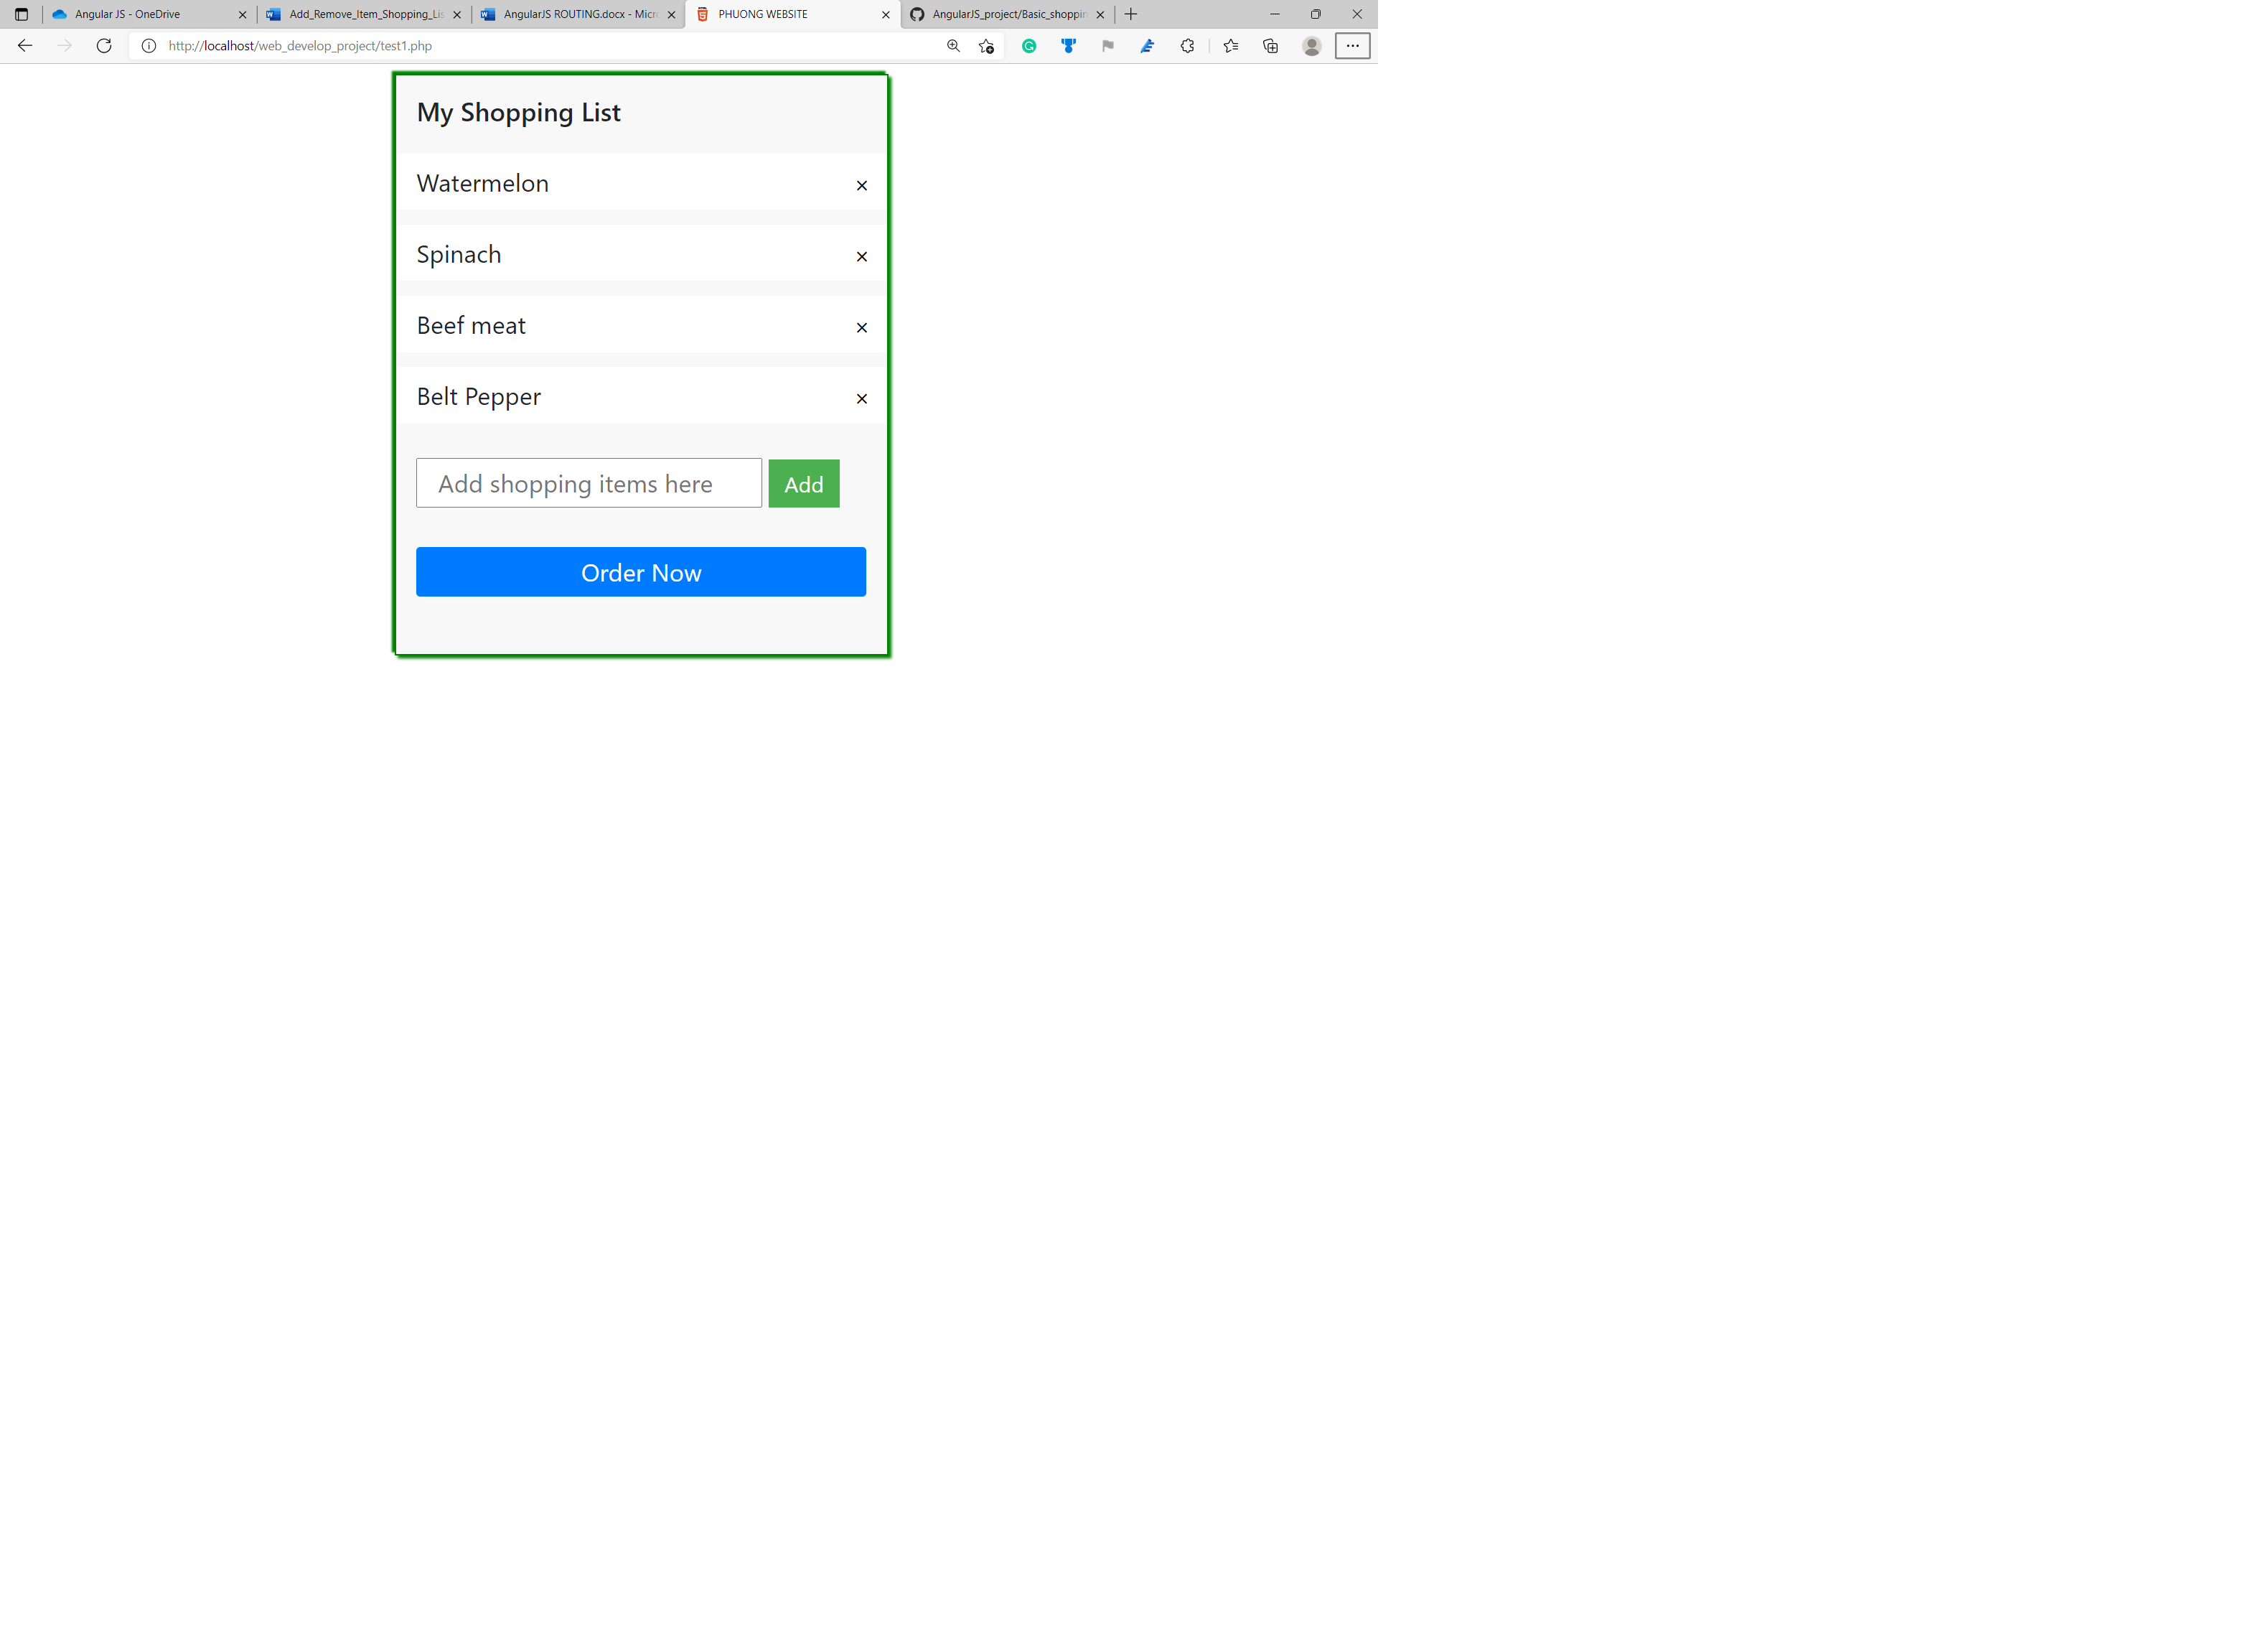 Angular JS - OneDrive
Add_Remove_Item_Shopping_Lis
AngularJS ROUTING.docx - Micr
PHUONG WEBSITE
AngularJS_project/Basic_shoppin
http://localhost/web_develop_project/test1.php
My Shopping List
Watermelon ×
Spinach ×
Beef meat ×
Belt Pepper ×
Add shopping items here Add
Order Now